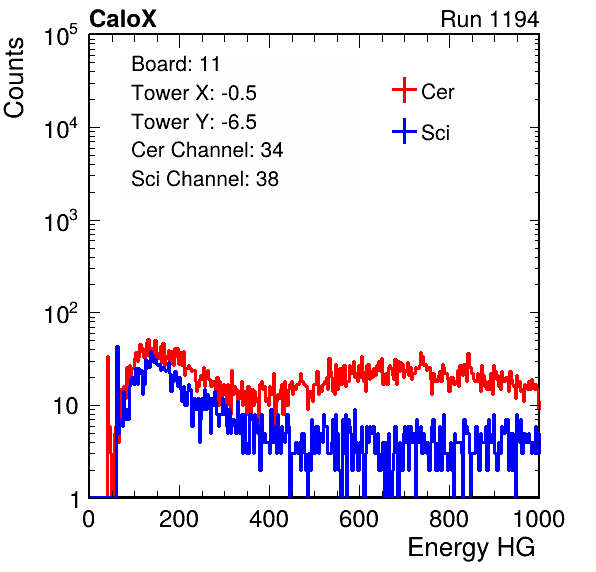 CaloX Run 1194
Counts
Board: 11
Tower X: -0.5
Tower Y: -6.5
Cer Channel: 34
Sci Channel: 38
Cer
Sci
10^5
10^4
10^3
10^2
10
1
0 200 400 600 800 1000
Energy HG